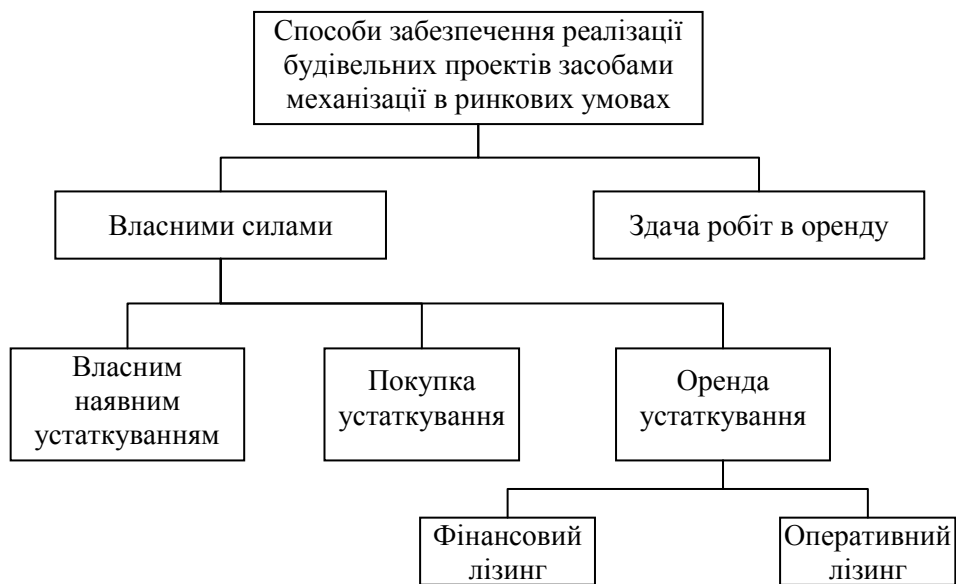 Способи забезпечення реалізації
будівельних проектів засобами
механізації в ринкових умовах
Власними силами
Здача робіт в оренду
Власним
наявним
устаткуванням
Покупка
устаткування
Оренда
устаткування
Фінансовий
лізинг
Оперативний
лізинг